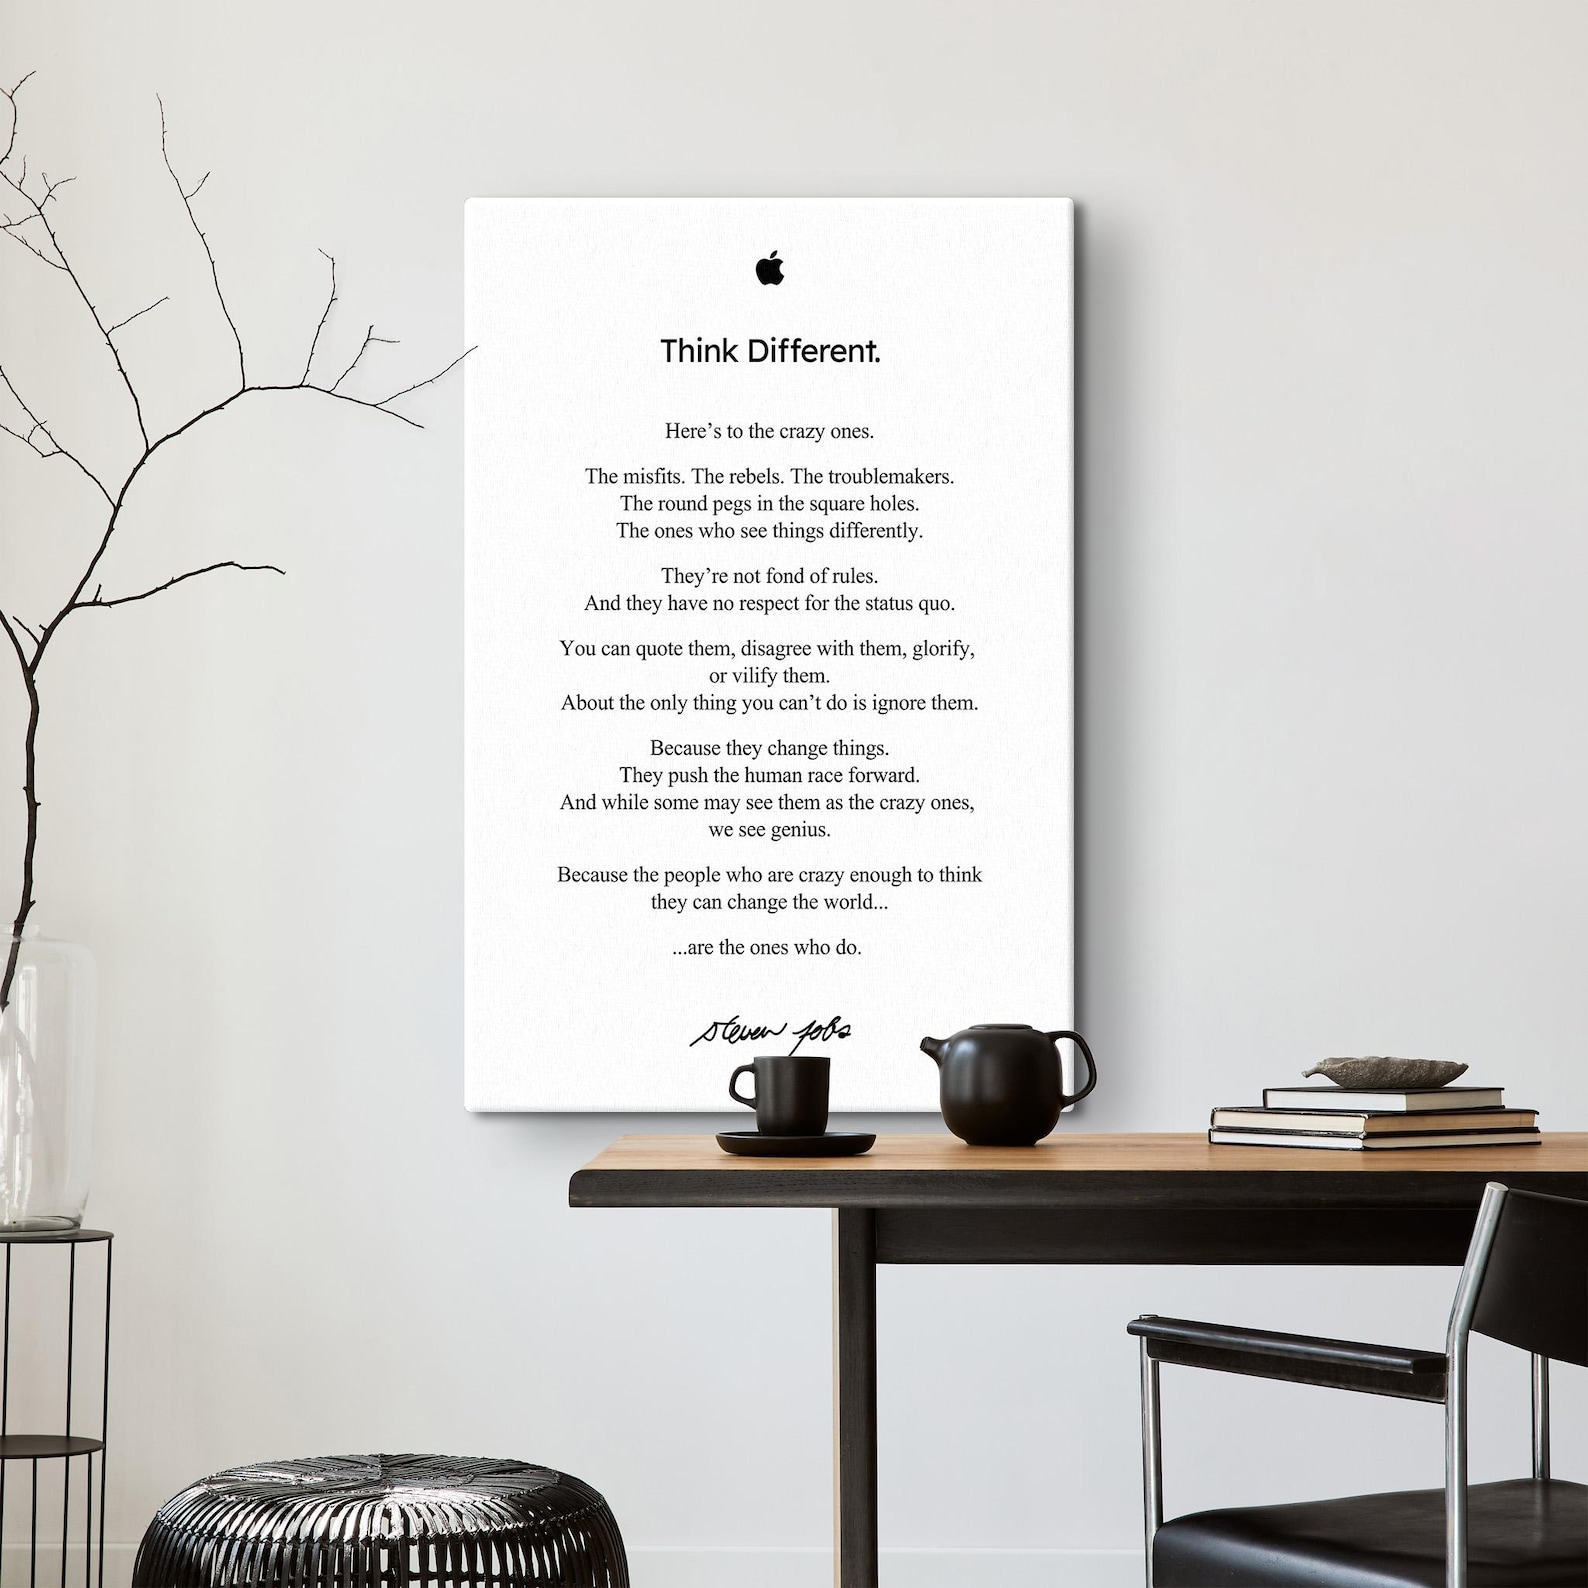 Think Different.
Here’s to the crazy ones.
The misfits. The rebels. The troublemakers.
The round pegs in the square holes.
The ones who see things differently.
They’re not fond of rules.
And they have no respect for the status quo.
You can quote them, disagree with them, glorify,
or vilify them.
About the only thing you can’t do is ignore them.
Because they change things.
They push the human race forward.
And while some may see them as the crazy ones,
we see genius.
Because the people who are crazy enough to think
they can change the world...
...are the ones who do.
steven jobs